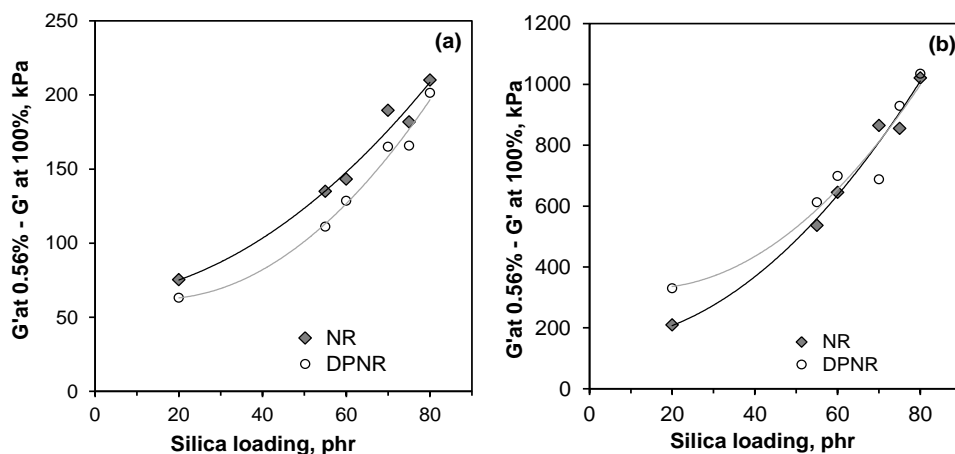 (a)
G'at 0.56% - G' at 100%, kPa
250
200
150
100
50
0
0 20 40 60 80
Silica loading, phr
NR
DPNR
(b)
G'at 0.56% - G' at 100%, kPa
1200
1000
800
600
400
200
0
0 20 40 60 80
Silica loading, phr
NR
DPNR